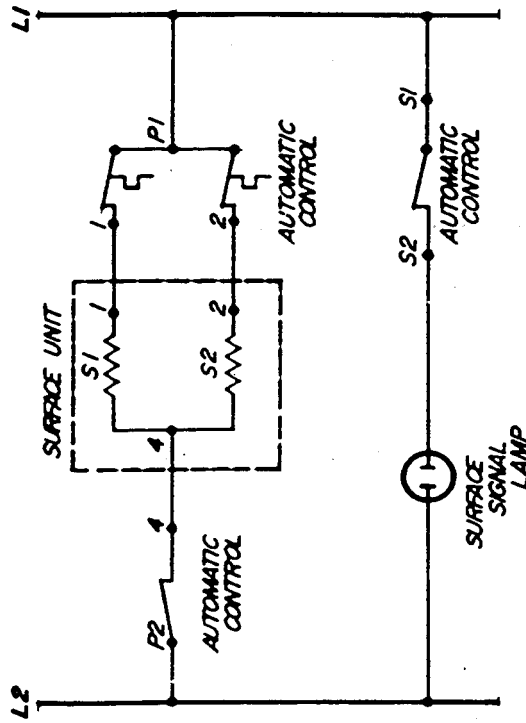 L1
L2
P1
AUTOMATIC
CONTROL
1
2
SURFACE UNIT
1
S1
2
S2
4
4
P2
AUTOMATIC
CONTROL
S1
AUTOMATIC
CONTROL
S2
SURFACE
SIGNAL
LAMP